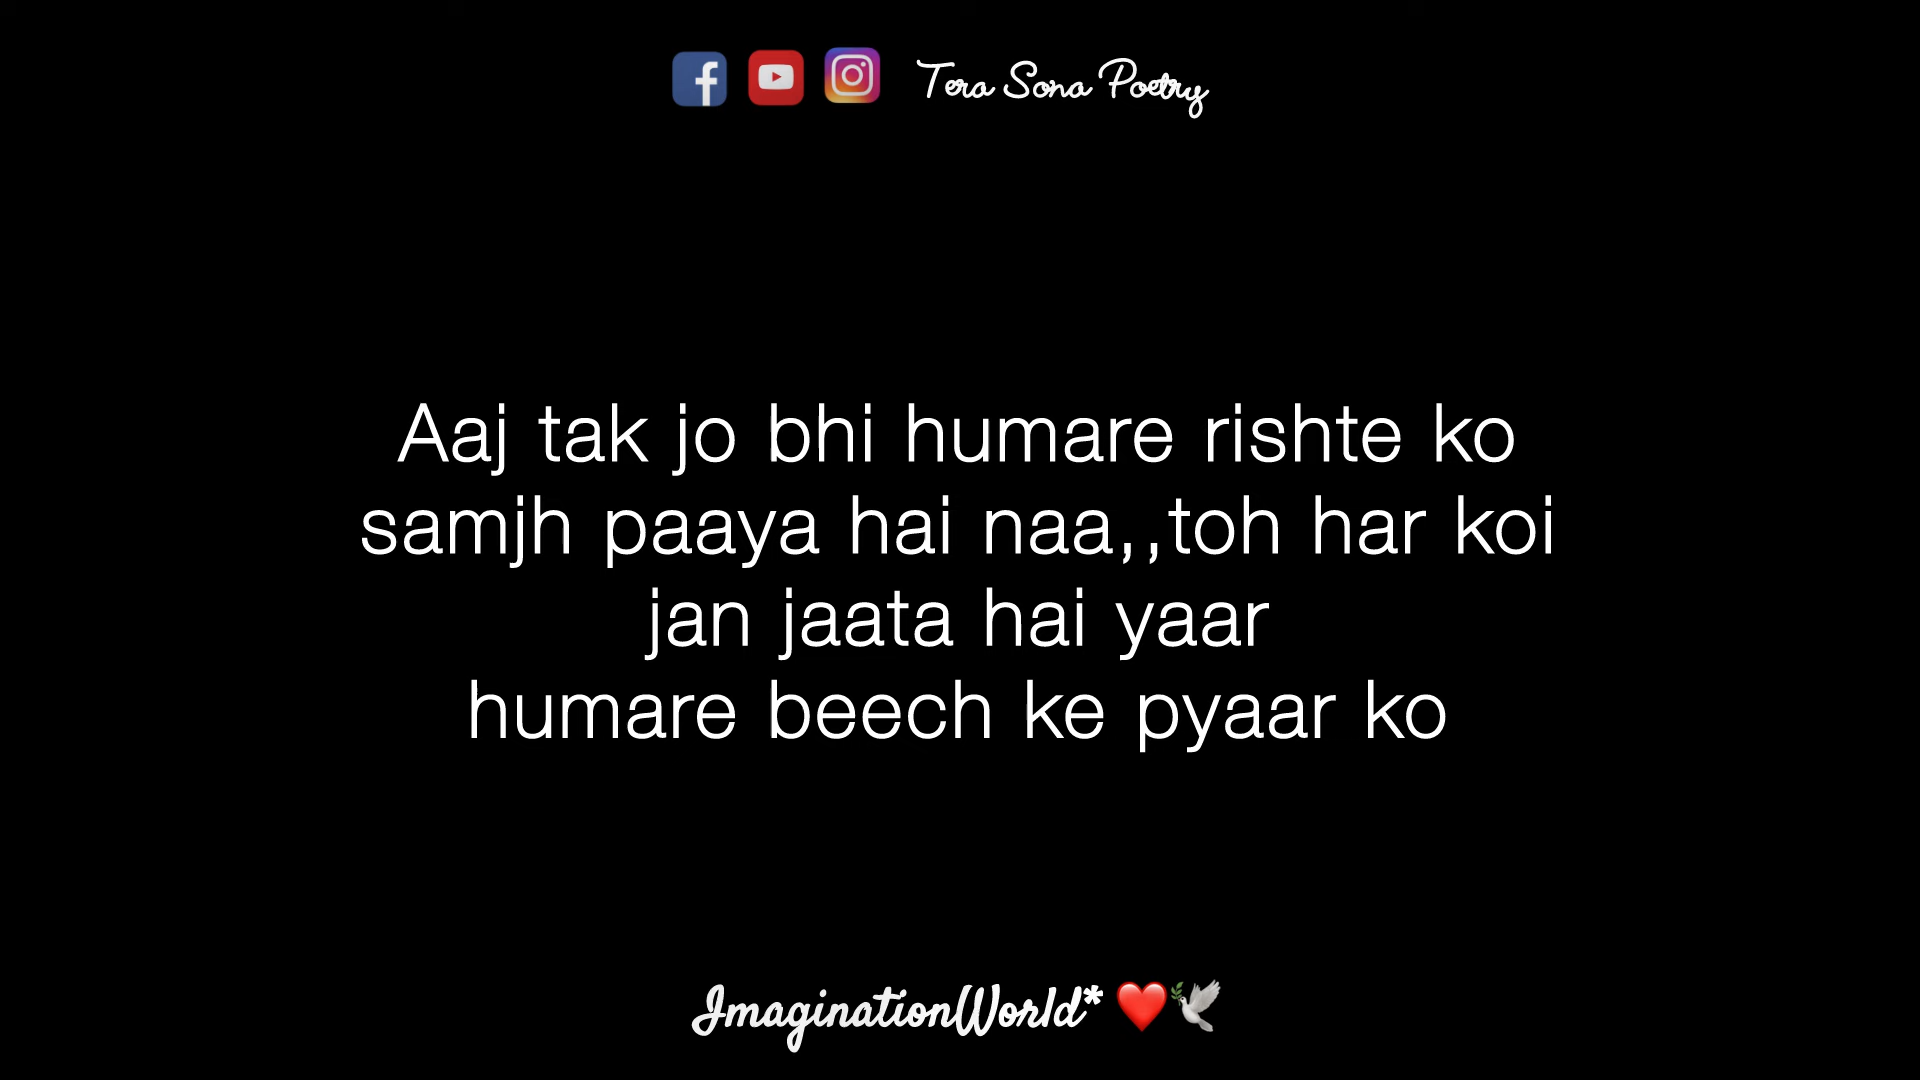 Tera Sona Poetry
Aaj tak jo bhi humare rishte ko
samjh paaya hai naa,,toh har koi
jan jaata hai yaar
humare beech ke pyaar ko
ImaginationWorld* ❤️🕊️